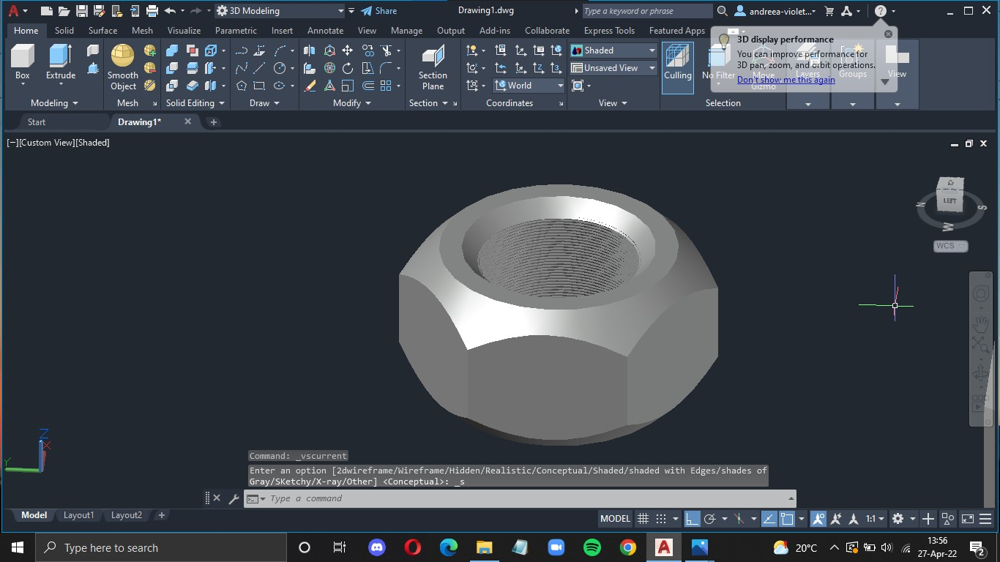 3D Modeling
Share
Drawing1.dwg
Type a keyword or phrase
andreea-violet...
Home Solid Surface Mesh Visualize Parametric Insert Annotate View Manage Output Add-ins Collaborate Express Tools Featured Apps
3D display performance
You can improve performance for
3D pan, zoom, and orbit operations.
Don't show me this again
Box
Extrude
Smooth
Object
Section
Plane
Shaded
Unsaved View
World
Culling
No Filter
Move
Gizmo
Layers
Groups
View
Modeling
Mesh
Solid Editing
Draw
Modify
Section
Coordinates
View
Selection
Start
Drawing1*
[−][Custom View][Shaded]
LEFT
N
S
W
WCS
Z
X
Y
Command: _vscurrent
Enter an option [2dwireframe/Wireframe/Hidden/Realistic/Conceptual/Shaded/shaded with Edges/shades of
Gray/SKetchy/X-ray/Other] <Conceptual>: _s
Type a command
Model Layout1 Layout2
MODEL
1:1
Type here to search
20°C
13:56
27-Apr-22
2